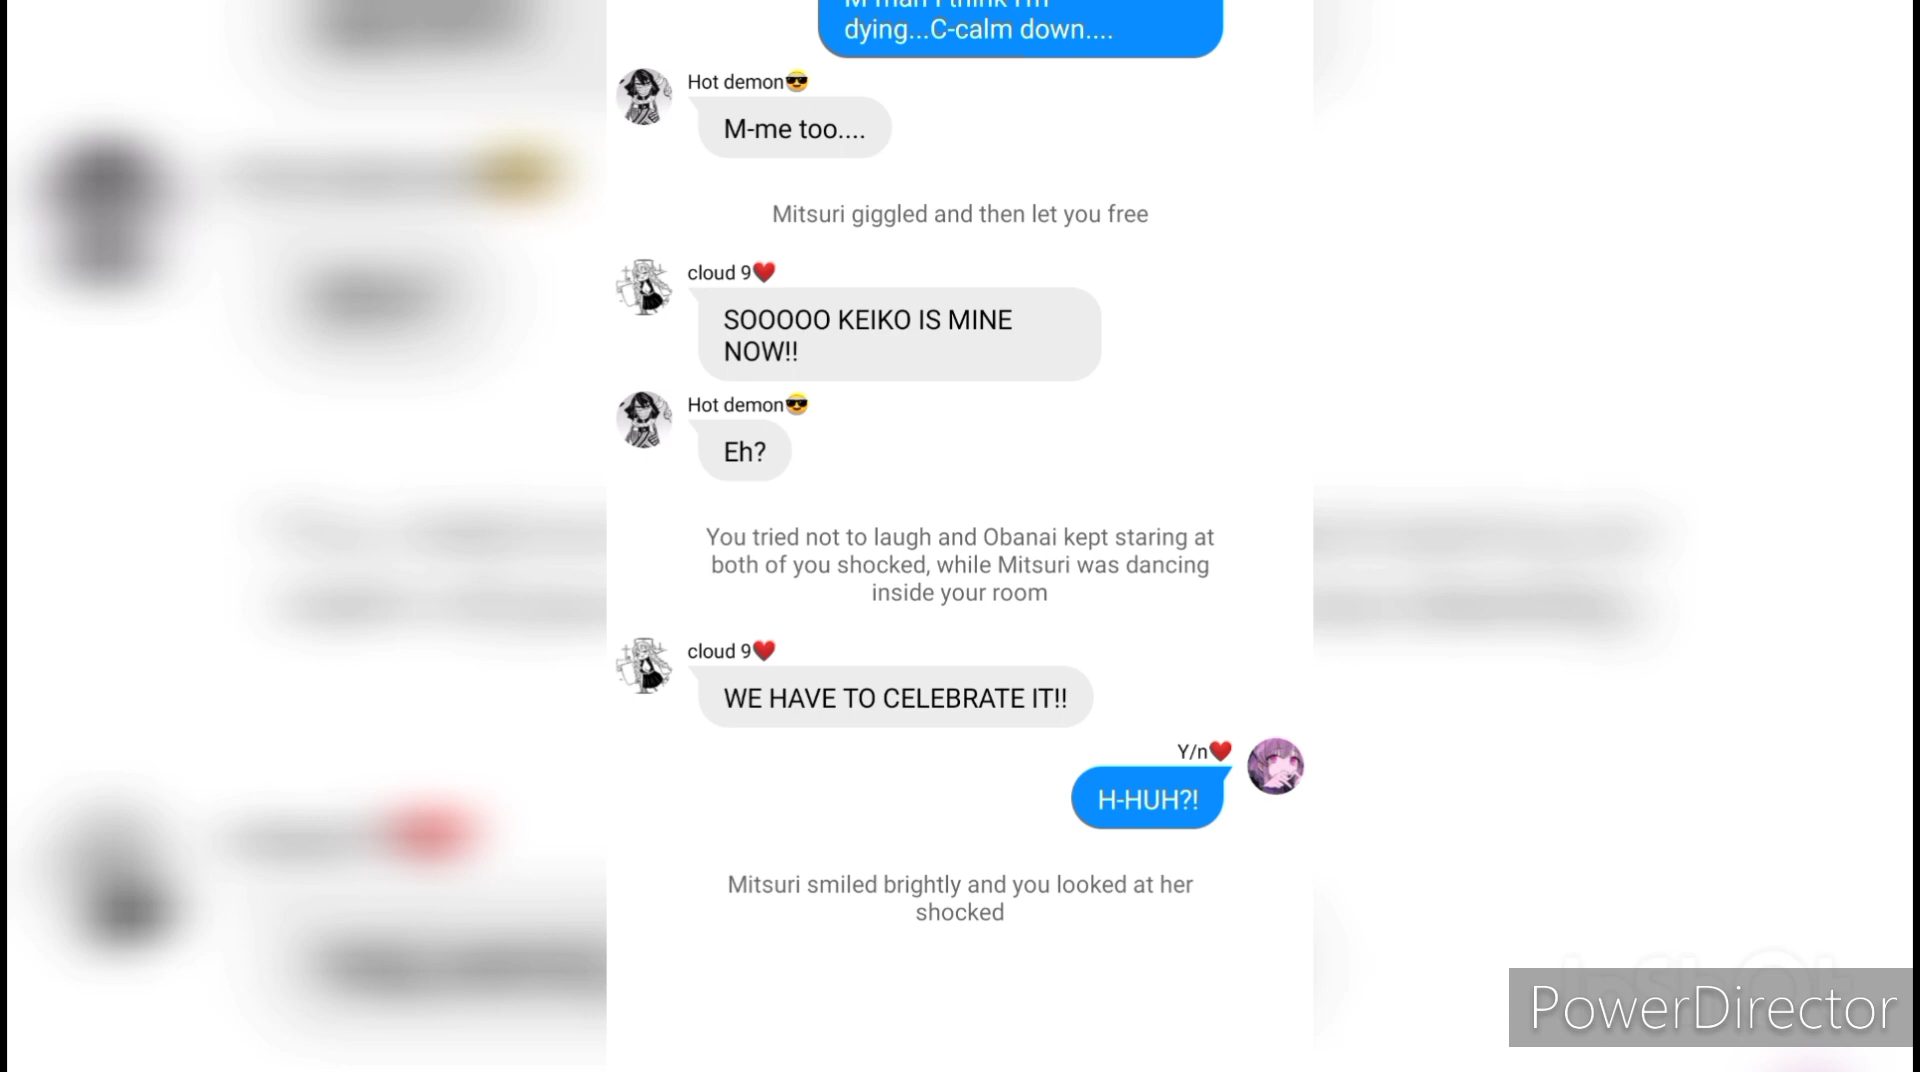 dying...C-calm down....
Hot demon😎
M-me too....
Mitsuri giggled and then let you free
cloud 9❤️
SOOOOO KEIKO IS MINE
NOW!!
Hot demon😎
Eh?
You tried not to laugh and Obanai kept staring at
both of you shocked, while Mitsuri was dancing
inside your room
cloud 9❤️
WE HAVE TO CELEBRATE IT!!
Y/n❤️
H-HUH?!
Mitsuri smiled brightly and you looked at her
shocked
PowerDirector